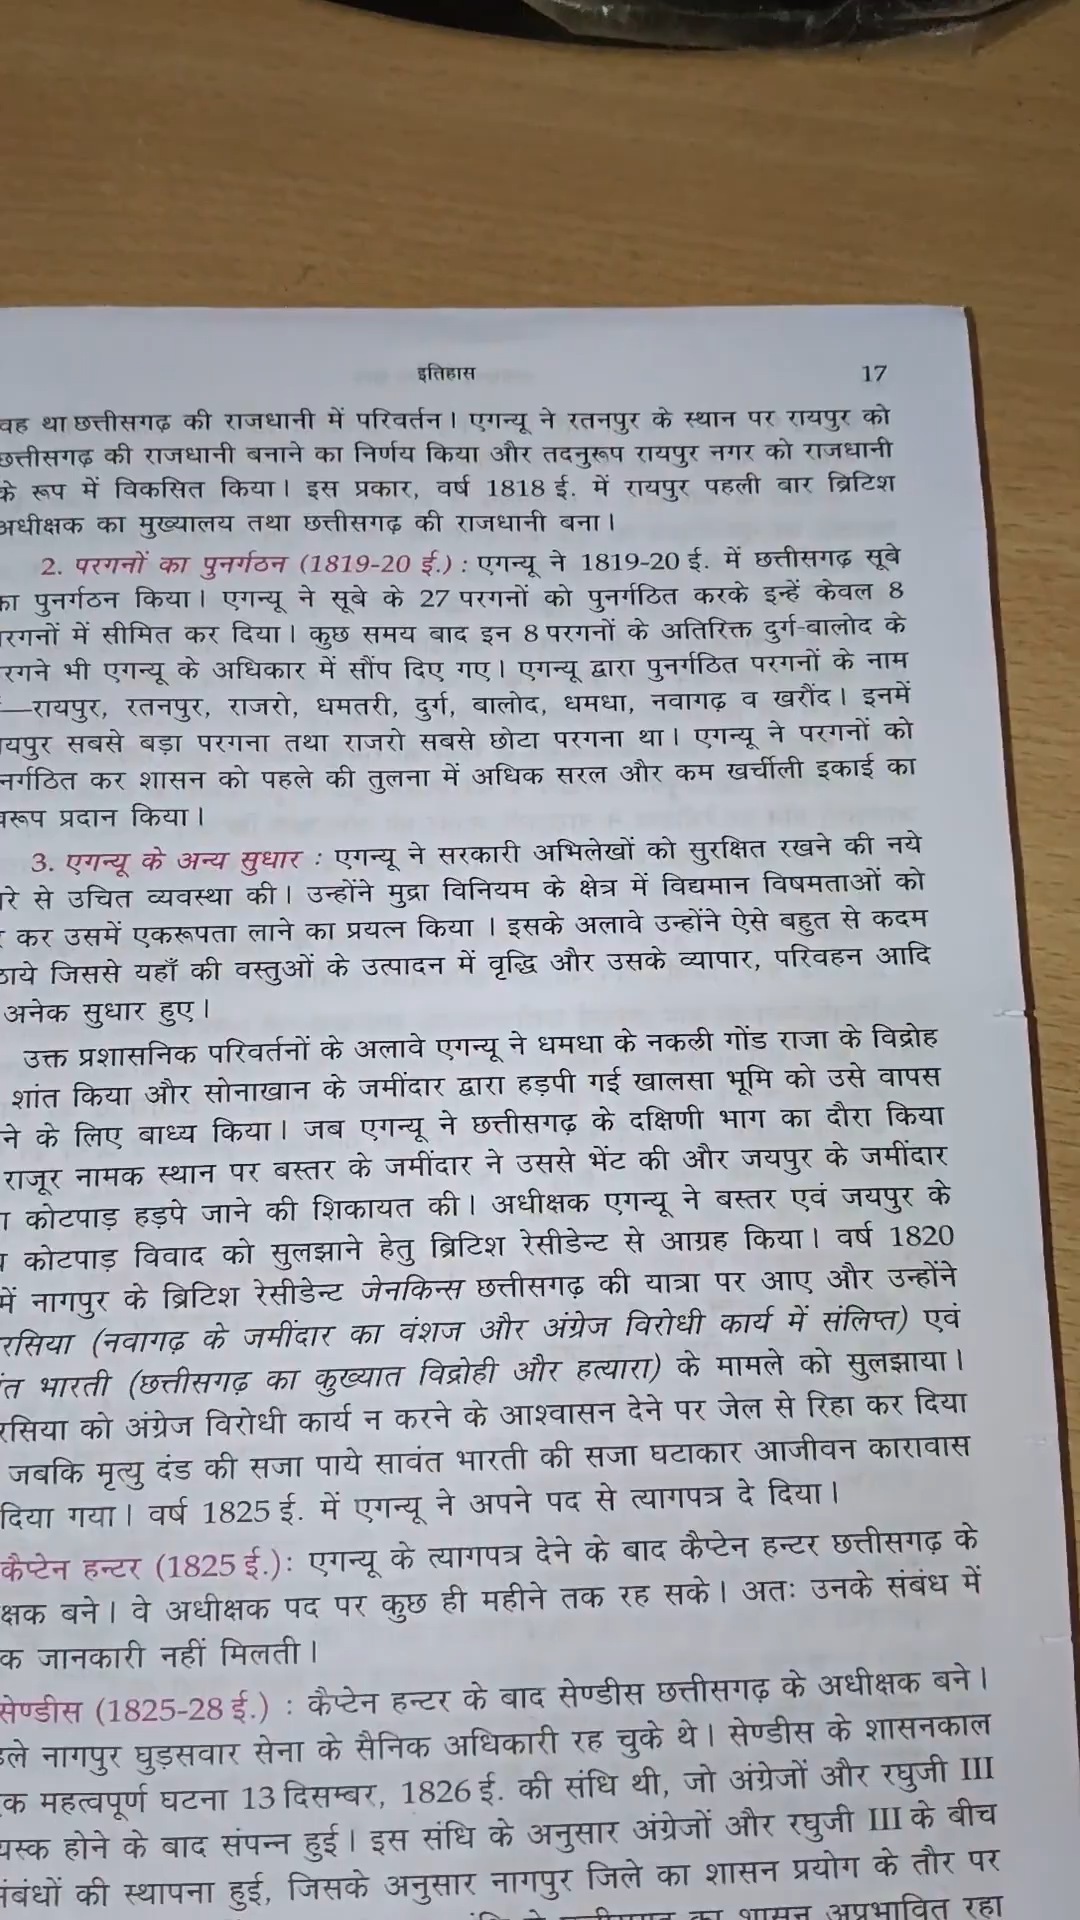 इतिहास 17
वह था छत्तीसगढ़ की राजधानी में परिवर्तन। एगन्यू ने रतनपुर के स्थान पर रायपुर को
छत्तीसगढ़ की राजधानी बनाने का निर्णय किया और तदनुरूप रायपुर नगर को राजधानी
के रूप में विकसित किया। इस प्रकार, वर्ष 1818 ई. में रायपुर पहली बार ब्रिटिश
अधीक्षक का मुख्यालय तथा छत्तीसगढ़ की राजधानी बना।
2. परगनों का पुनर्गठन (1819-20 ई.) : एगन्यू ने 1819-20 ई. में छत्तीसगढ़ सूबे
का पुनर्गठन किया। एगन्यू ने सूबे के 27 परगनों को पुनर्गठित करके इन्हें केवल 8
रगनों में सीमित कर दिया। कुछ समय बाद इन 8 परगनों के अतिरिक्त दुर्ग-बालोद के
रगने भी एगन्यू के अधिकार में सौंप दिए गए। एगन्यू द्वारा पुनर्गठित परगनों के नाम
—रायपुर, रतनपुर, राजरो, धमतरी, दुर्ग, बालोद, धमधा, नवागढ़ व खरौंद। इनमें
यपुर सबसे बड़ा परगना तथा राजरो सबसे छोटा परगना था। एगन्यू ने परगनों को
नर्गठित कर शासन को पहले की तुलना में अधिक सरल और कम खर्चीली इकाई का
वरूप प्रदान किया।
3. एगन्यू के अन्य सुधार : एगन्यू ने सरकारी अभिलेखों को सुरक्षित रखने की नये
रे से उचित व्यवस्था की। उन्होंने मुद्रा विनियम के क्षेत्र में विद्यमान विषमताओं को
कर उसमें एकरूपता लाने का प्रयत्न किया । इसके अलावे उन्होंने ऐसे बहुत से कदम
ठाये जिससे यहाँ की वस्तुओं के उत्पादन में वृद्धि और उसके व्यापार, परिवहन आदि
अनेक सुधार हुए।
उक्त प्रशासनिक परिवर्तनों के अलावे एगन्यू ने धमधा के नकली गोंड राजा के विद्रोह
शांत किया और सोनाखान के जमींदार द्वारा हड़पी गई खालसा भूमि को उसे वापस
ने के लिए बाध्य किया। जब एगन्यू ने छत्तीसगढ़ के दक्षिणी भाग का दौरा किया
राजूर नामक स्थान पर बस्तर के जमींदार ने उससे भेंट की और जयपुर के जमींदार
कोटपाड़ हड़पे जाने की शिकायत की। अधीक्षक एगन्यू ने बस्तर एवं जयपुर के
कोटपाड़ विवाद को सुलझाने हेतु ब्रिटिश रेसीडेन्ट से आग्रह किया। वर्ष 1820
में नागपुर के ब्रिटिश रेसीडेन्ट जेनकिन्स छत्तीसगढ़ की यात्रा पर आए और उन्होंने
रसिया (नवागढ़ के जमींदार का वंशज और अंग्रेज विरोधी कार्य में संलिप्त) एवं
त भारती (छत्तीसगढ़ का कुख्यात विद्रोही और हत्यारा) के मामले को सुलझाया।
रसिया को अंग्रेज विरोधी कार्य न करने के आश्वासन देने पर जेल से रिहा कर दिया
जबकि मृत्यु दंड की सजा पाये सावंत भारती की सजा घटाकार आजीवन कारावास
दिया गया। वर्ष 1825 ई. में एगन्यू ने अपने पद से त्यागपत्र दे दिया।
कैप्टेन हन्टर (1825 ई.): एगन्यू के त्यागपत्र देने के बाद कैप्टेन हन्टर छत्तीसगढ़ के
क्षक बने। वे अधीक्षक पद पर कुछ ही महीने तक रह सके। अतः उनके संबंध में
क जानकारी नहीं मिलती।
सेण्डीस (1825-28 ई.) : कैप्टेन हन्टर के बाद सेण्डीस छत्तीसगढ़ के अधीक्षक बने।
ले नागपुर घुड़सवार सेना के सैनिक अधिकारी रह चुके थे। सेण्डीस के शासनकाल
क महत्वपूर्ण घटना 13 दिसम्बर, 1826 ई. की संधि थी, जो अंग्रेजों और रघुजी III
यस्क होने के बाद संपन्न हुई। इस संधि के अनुसार अंग्रेजों और रघुजी III के बीच
संबंधों की स्थापना हुई, जिसके अनुसार नागपुर जिले का शासन प्रयोग के तौर पर
का शासन अप्रभावित रहा